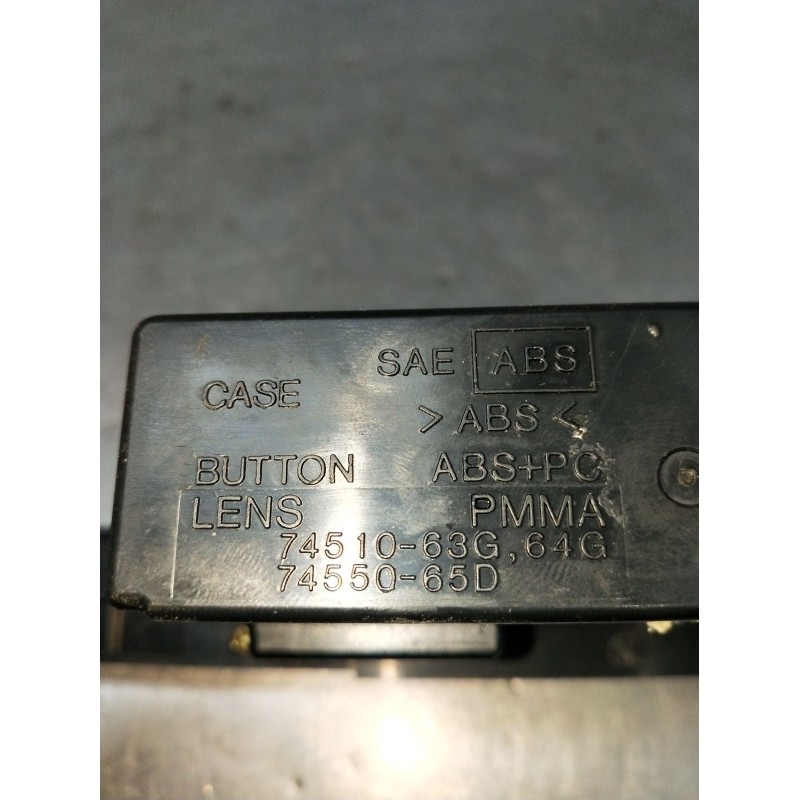 SAE ABS
CASE > ABS <
BUTTON ABS+PC
LENS PMMA
74510-63G, 64G
74550-65D